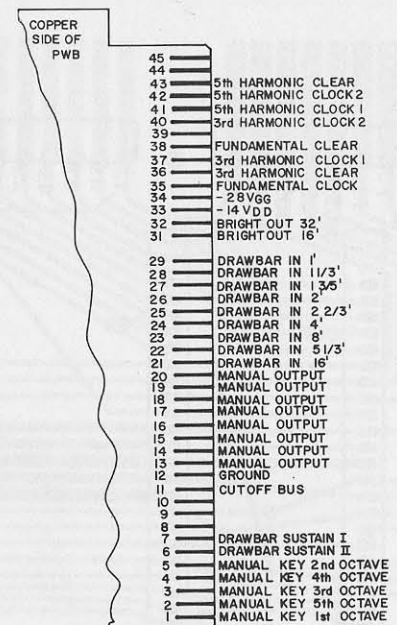 COPPER
SIDE OF
PWB
45
44
43 5th HARMONIC CLEAR
42 5th HARMONIC CLOCK2
41 5th HARMONIC CLOCK1
40 3rd HARMONIC CLOCK2
39
38 FUNDAMENTAL CLEAR
37 3rd HARMONIC CLOCK1
36 3rd HARMONIC CLEAR
35 FUNDAMENTAL CLOCK
34 -28VGG
33 -14VDD
32 BRIGHT OUT 32'
31 BRIGHTOUT 16'
29 DRAWBAR IN 1'
28 DRAWBAR IN 1 1/3'
27 DRAWBAR IN 1 3/5'
26 DRAWBAR IN 2'
25 DRAWBAR IN 2 2/3'
24 DRAWBAR IN 4'
23 DRAWBAR IN 8'
22 DRAWBAR IN 5 1/3'
21 DRAWBAR IN 16'
20 MANUAL OUTPUT
19 MANUAL OUTPUT
18 MANUAL OUTPUT
17 MANUAL OUTPUT
16 MANUAL OUTPUT
15 MANUAL OUTPUT
14 MANUAL OUTPUT
13 MANUAL OUTPUT
12 GROUND
11 CUTOFF BUS
10
9
8
7 DRAWBAR SUSTAIN I
6 DRAWBAR SUSTAIN II
5 MANUAL KEY 2nd OCTAVE
4 MANUAL KEY 4th OCTAVE
3 MANUAL KEY 3rd OCTAVE
2 MANUAL KEY 5th OCTAVE
1 MANUAL KEY 1st OCTAVE